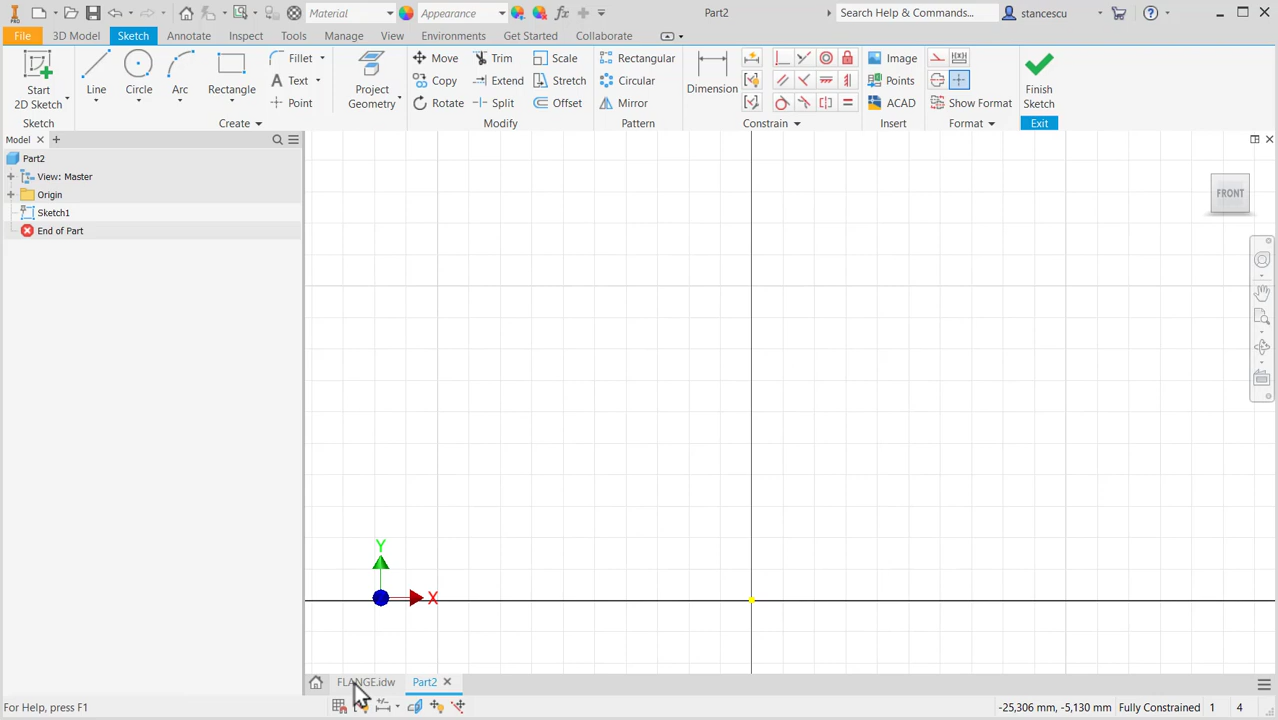 Material
Appearance
Part2
Search Help & Commands...
stancescu
PRO
File
3D Model
Sketch
Annotate
Inspect
Tools
Manage
View
Environments
Get Started
Collaborate
Start
2D Sketch
Line
Circle
Arc
Rectangle
Fillet
Text
Point
Project
Geometry
Move
Copy
Rotate
Trim
Extend
Split
Scale
Stretch
Offset
Rectangular
Circular
Mirror
Dimension
Image
Points
ACAD
Show Format
Finish
Sketch
Sketch
Create
Modify
Pattern
Constrain
Insert
Format
Exit
Model
Part2
View: Master
Origin
Sketch1
End of Part
FRONT
Y
X
FLANGE.idw
Part2
For Help, press F1
-25,306 mm, -5,130 mm
Fully Constrained
1
4